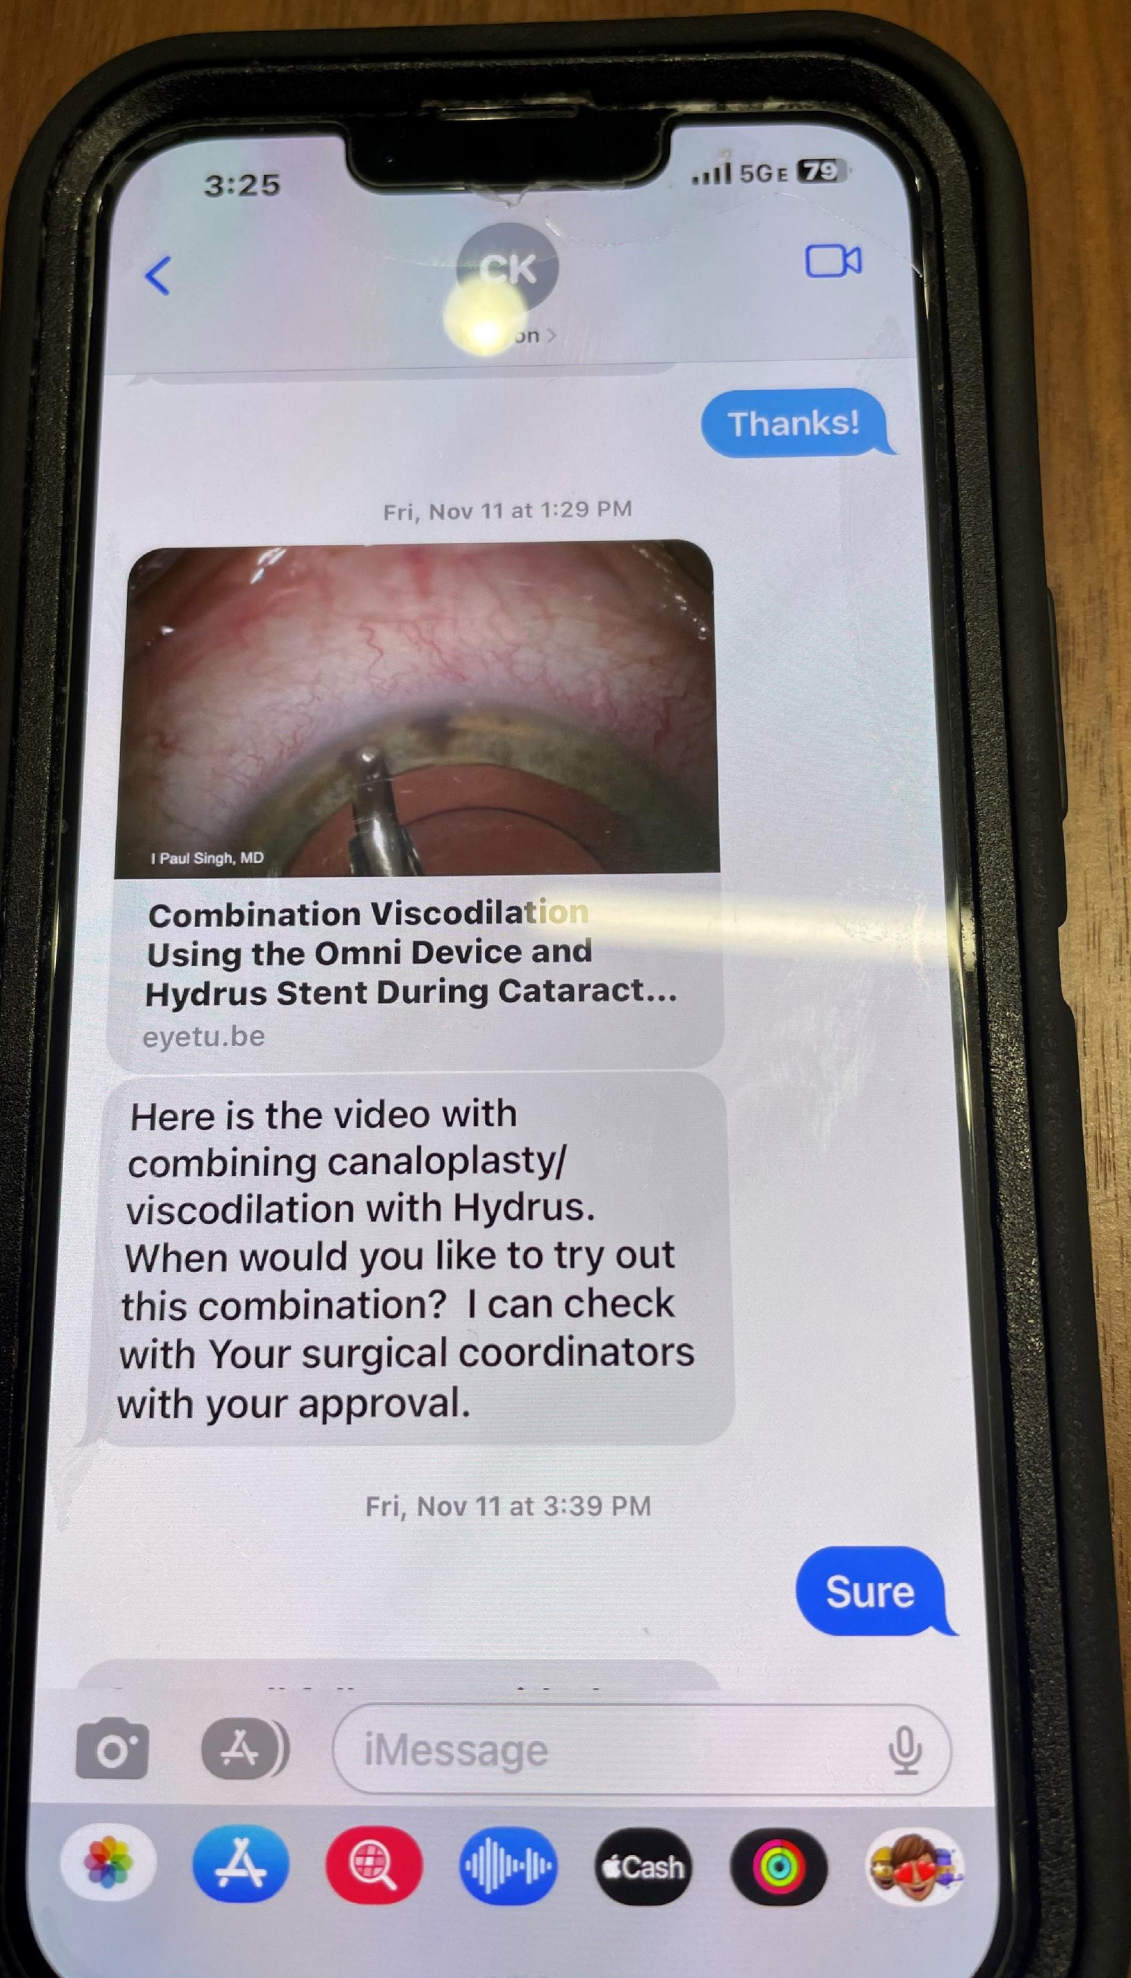 3:25
5GE 79
CK
on >
Thanks!
Fri, Nov 11 at 1:29 PM
I Paul Singh, MD
Combination Viscodilation
Using the Omni Device and
Hydrus Stent During Cataract...
eyetu.be
Here is the video with
combining canaloplasty/
viscodilation with Hydrus.
When would you like to try out
this combination? I can check
with Your surgical coordinators
with your approval.
Fri, Nov 11 at 3:39 PM
Sure
iMessage
Cash